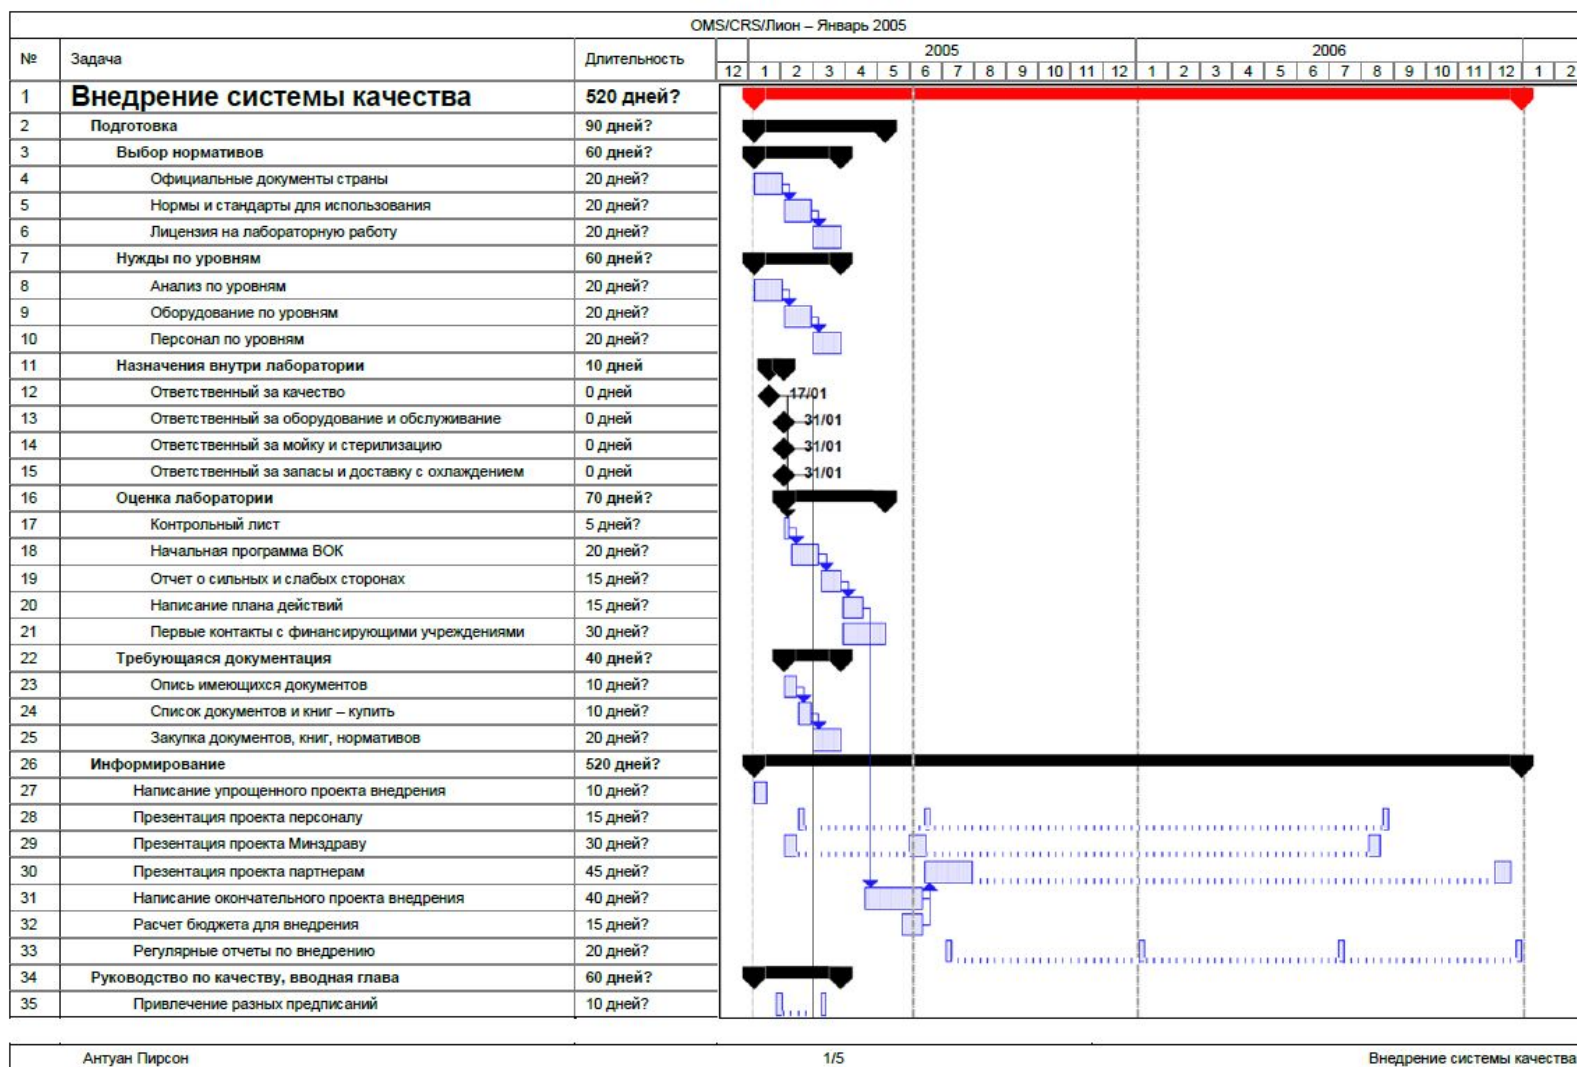 OMS/CRS/Лион – Январь 2005
№ Задача Длительность 2005 2006
12 1 2 3 4 5 6 7 8 9 10 11 12 1 2 3 4 5 6 7 8 9 10 11 12 1 2
1 Внедрение системы качества 520 дней?
2 Подготовка 90 дней?
3 Выбор нормативов 60 дней?
4 Официальные документы страны 20 дней?
5 Нормы и стандарты для использования 20 дней?
6 Лицензия на лабораторную работу 20 дней?
7 Нужды по уровням 60 дней?
8 Анализ по уровням 20 дней?
9 Оборудование по уровням 20 дней?
10 Персонал по уровням 20 дней?
11 Назначения внутри лаборатории 10 дней
12 Ответственный за качество 0 дней 17/01
13 Ответственный за оборудование и обслуживание 0 дней 31/01
14 Ответственный за мойку и стерилизацию 0 дней 31/01
15 Ответственный за запасы и доставку с охлаждением 0 дней 31/01
16 Оценка лаборатории 70 дней?
17 Контрольный лист 5 дней?
18 Начальная программа ВОК 20 дней?
19 Отчет о сильных и слабых сторонах 15 дней?
20 Написание плана действий 15 дней?
21 Первые контакты с финансирующими учреждениями 30 дней?
22 Требующаяся документация 40 дней?
23 Опись имеющихся документов 10 дней?
24 Список документов и книг – купить 10 дней?
25 Закупка документов, книг, нормативов 20 дней?
26 Информирование 520 дней?
27 Написание упрощенного проекта внедрения 10 дней?
28 Презентация проекта персоналу 15 дней?
29 Презентация проекта Минздраву 30 дней?
30 Презентация проекта партнерам 45 дней?
31 Написание окончательного проекта внедрения 40 дней?
32 Расчет бюджета для внедрения 15 дней?
33 Регулярные отчеты по внедрению 20 дней?
34 Руководство по качеству, вводная глава 60 дней?
35 Привлечение разных предписаний 10 дней?
Антуан Пирсон 1/5 Внедрение системы качества